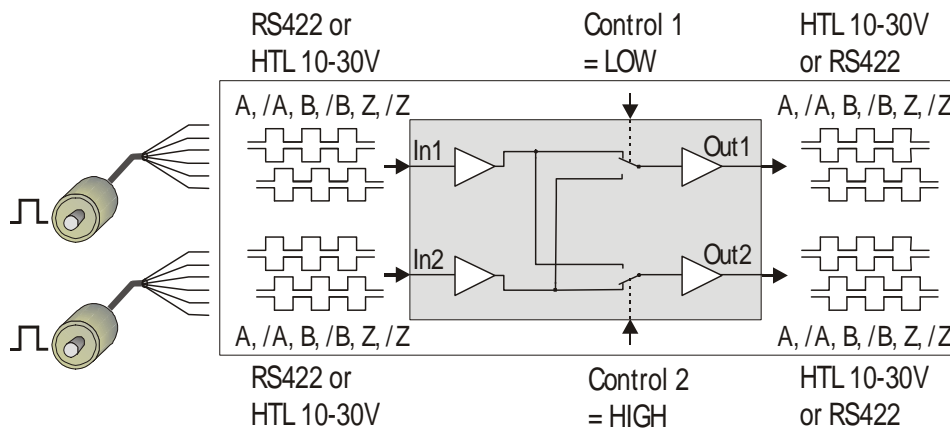 RS422 or
HTL 10-30V
Control 1
= LOW
HTL 10-30V
or RS422
A, /A, B, /B, Z, /Z
A, /A, B, /B, Z, /Z
In1
Out1
In2
Out2
A, /A, B, /B, Z, /Z
A, /A, B, /B, Z, /Z
RS422 or
HTL 10-30V
Control 2
= HIGH
HTL 10-30V
or RS422